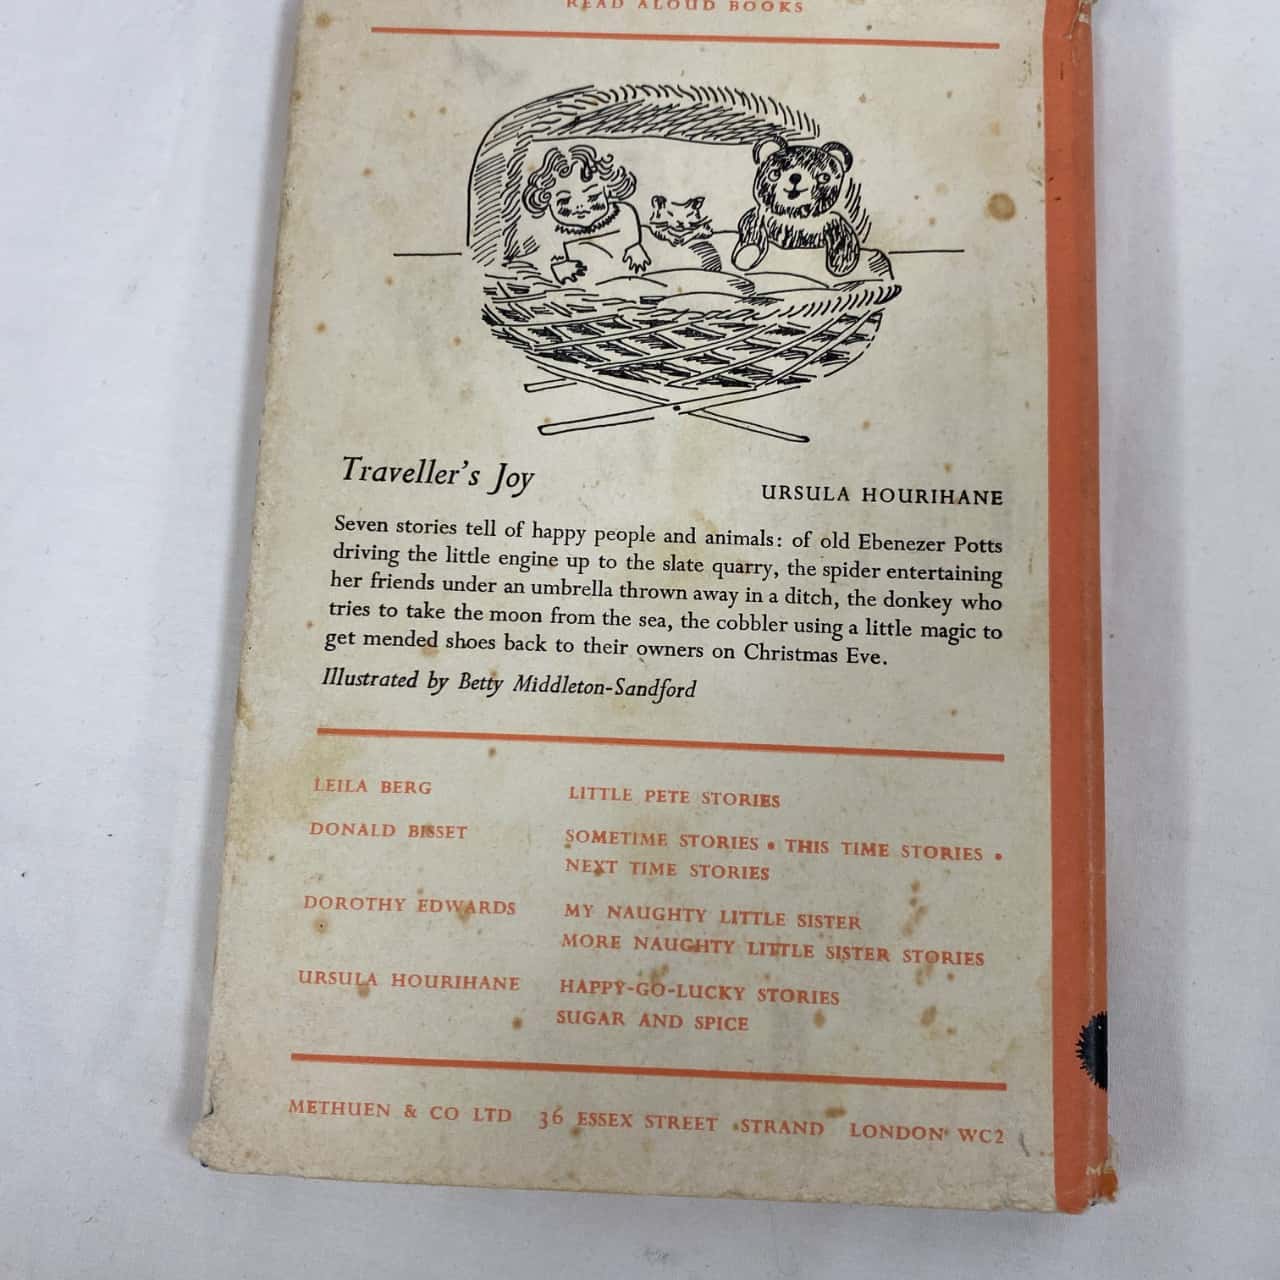 READ ALOUD BOOKS
Traveller's Joy
URSULA HOURIHANE
Seven stories tell of happy people and animals: of old Ebenezer Potts
driving the little engine up to the slate quarry, the spider entertaining
her friends under an umbrella thrown away in a ditch, the donkey who
tries to take the moon from the sea, the cobbler using a little magic to
get mended shoes back to their owners on Christmas Eve.
Illustrated by Betty Middleton-Sandford
LEILA BERG LITTLE PETE STORIES
DONALD BISSET SOMETIME STORIES • THIS TIME STORIES •
NEXT TIME STORIES
DOROTHY EDWARDS MY NAUGHTY LITTLE SISTER
MORE NAUGHTY LITTLE SISTER STORIES
URSULA HOURIHANE HAPPY-GO-LUCKY STORIES
SUGAR AND SPICE
METHUEN & CO LTD 36 ESSEX STREET STRAND LONDON WC2